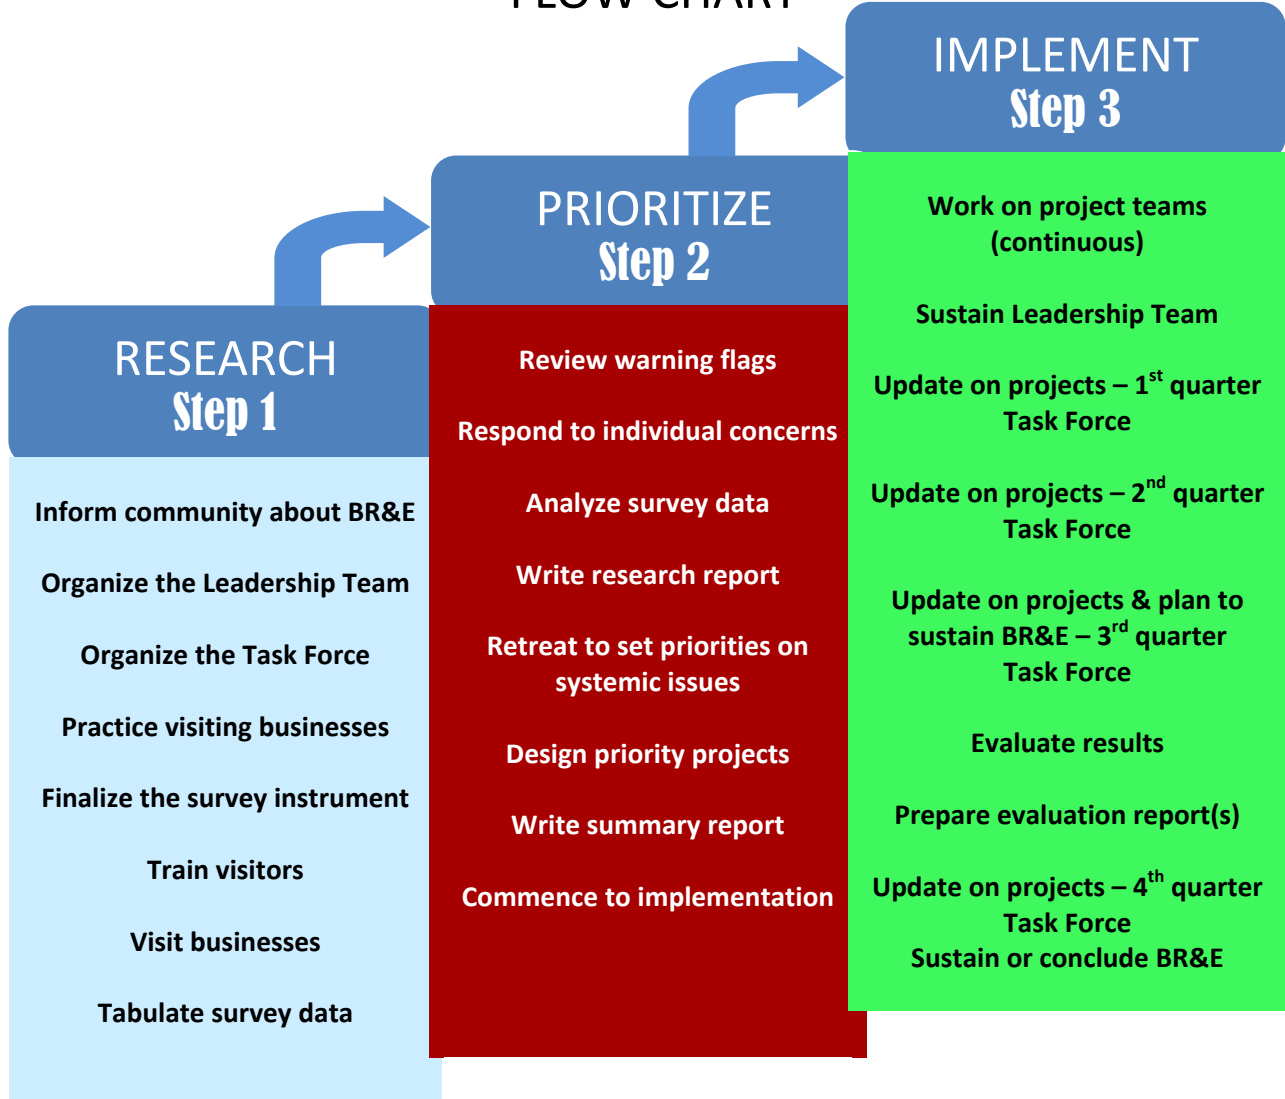 FLOW CHART
IMPLEMENT
Step 3
Work on project teams
(continuous)
Sustain Leadership Team
Update on projects – 1st quarter
Task Force
Update on projects – 2nd quarter
Task Force
Update on projects & plan to
sustain BR&E – 3rd quarter
Task Force
Evaluate results
Prepare evaluation report(s)
Update on projects – 4th quarter
Task Force
Sustain or conclude BR&E
PRIORITIZE
Step 2
Review warning flags
Respond to individual concerns
Analyze survey data
Write research report
Retreat to set priorities on
systemic issues
Design priority projects
Write summary report
Commence to implementation
RESEARCH
Step 1
Inform community about BR&E
Organize the Leadership Team
Organize the Task Force
Practice visiting businesses
Finalize the survey instrument
Train visitors
Visit businesses
Tabulate survey data